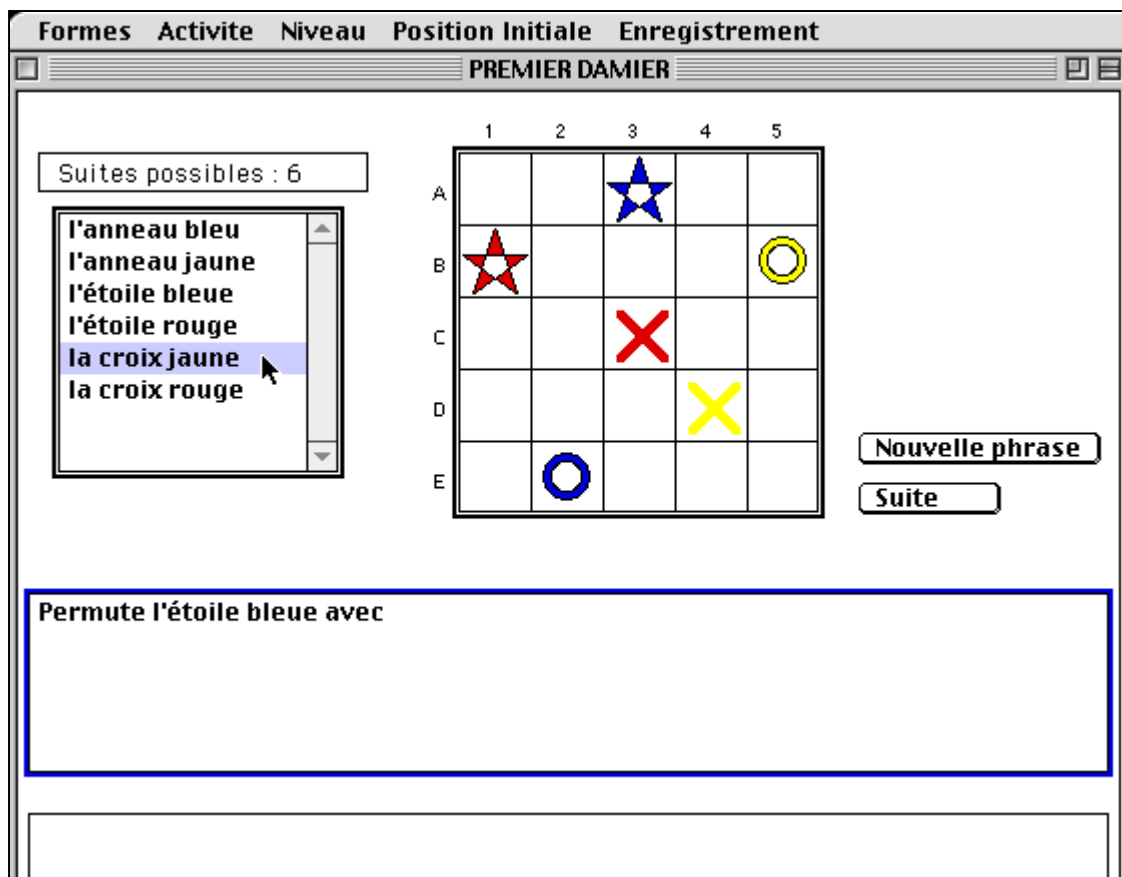 Formes Activite Niveau Position Initiale Enregistrement
PREMIER DAMIER
1 2 3 4 5
Suites possibles : 6
A
l'anneau bleu
l'anneau jaune
B
l'étoile bleue
l'étoile rouge
C
la croix jaune
la croix rouge
D
Nouvelle phrase
E
Suite
Permute l'étoile bleue avec